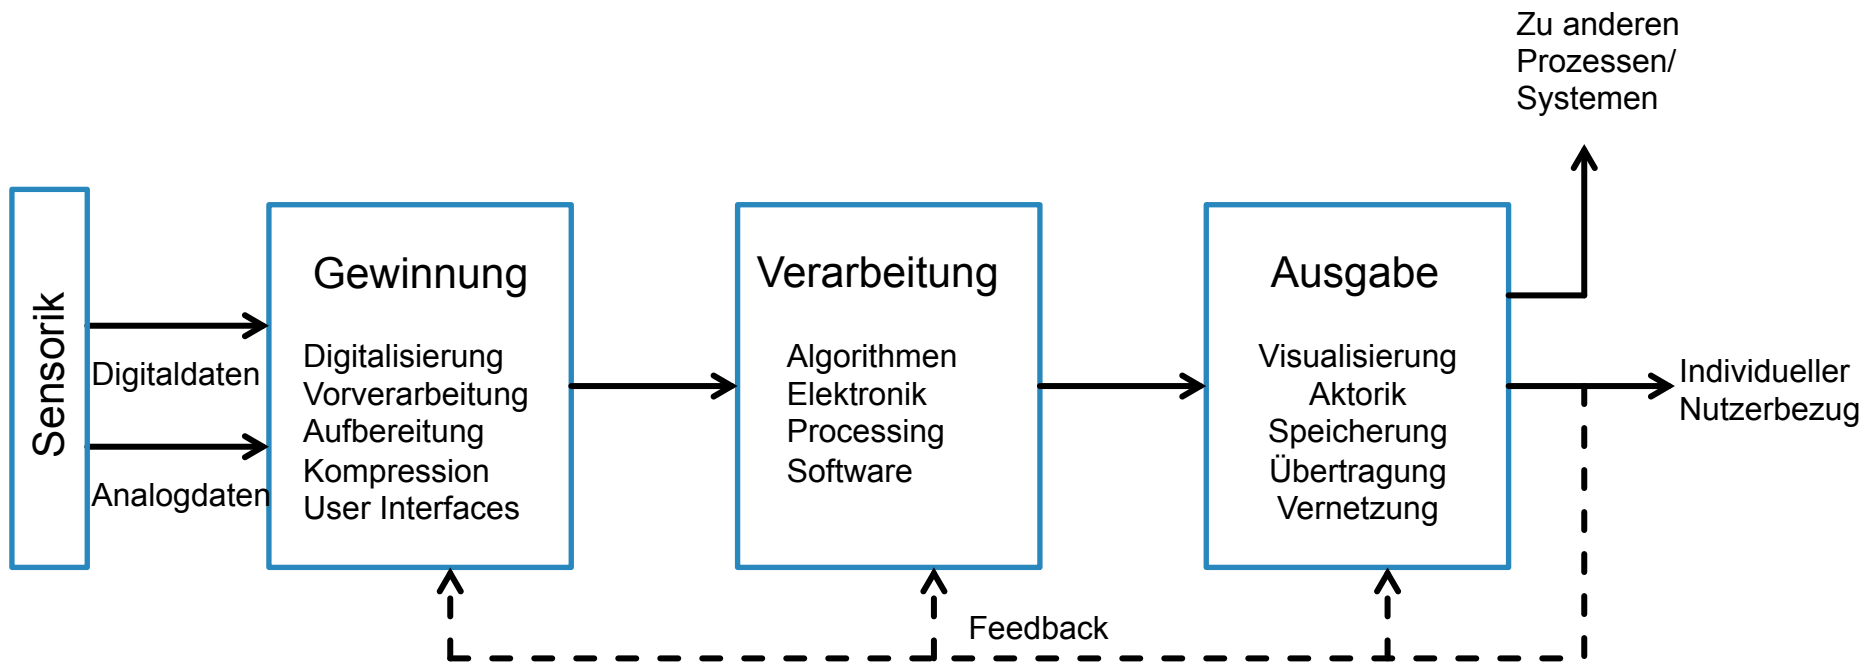 Zu anderen
Prozessen/
Systemen
Sensorik
Digitaldaten
Analogdaten
Gewinnung
Digitalisierung
Vorverarbeitung
Aufbereitung
Kompression
User Interfaces
Verarbeitung
Algorithmen
Elektronik
Processing
Software
Ausgabe
Visualisierung
Aktorik
Speicherung
Übertragung
Vernetzung
Individueller
Nutzerbezug
Feedback